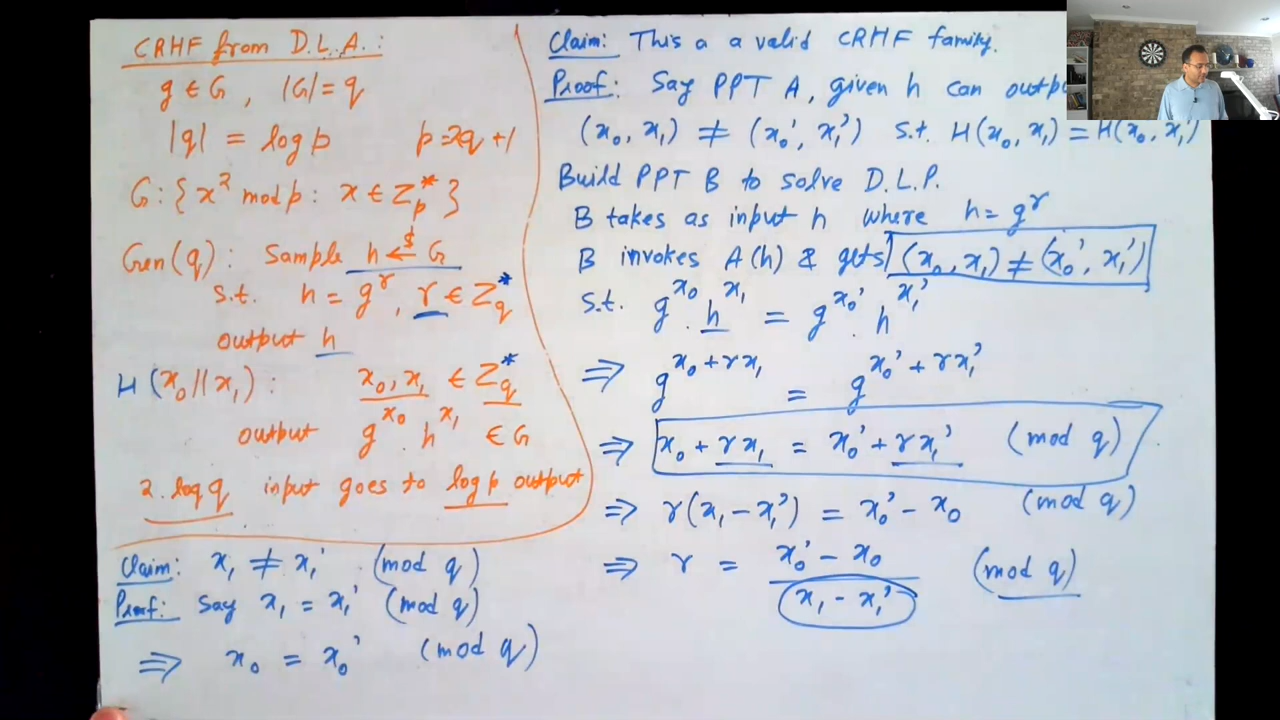 CRHF from D.L.A.:
g ∈ G, |G| = q
|q| = log p    p = 2q + 1
G: { x² mod p : x ∈ Z_p^* }
Gen(q): Sample h ←$ G
s.t. h = g^r, r ∈ Z_q^*
output h
H(x₀||x₁): x₀, x₁ ∈ Z_q^*
output g^x₀ . h^x₁ ∈ G
2. log q input goes to log p output
Claim: x₁ ≠ x₁' (mod q)
Proof: Say x₁ = x₁' (mod q)
⇒ x₀ = x₀' (mod q)
Claim: This a a valid CRHF family.
Proof: Say PPT A, given h can outpu
(x₀, x₁) ≠ (x₀', x₁') s.t. H(x₀, x₁) = H(x₀', x₁')
Build PPT B to solve D.L.P.
B takes as input h where h = g^r
B invokes A(h) & gets (x₀, x₁) ≠ (x₀', x₁')
s.t. g^x₀ . h^x₁ = g^x₀' . h^x₁'
⇒ g^(x₀ + r x₁) = g^(x₀' + r x₁')
⇒ x₀ + r x₁ = x₀' + r x₁' (mod q)
⇒ r(x₁ - x₁') = x₀' - x₀ (mod q)
⇒ r = (x₀' - x₀) / (x₁ - x₁') (mod q)